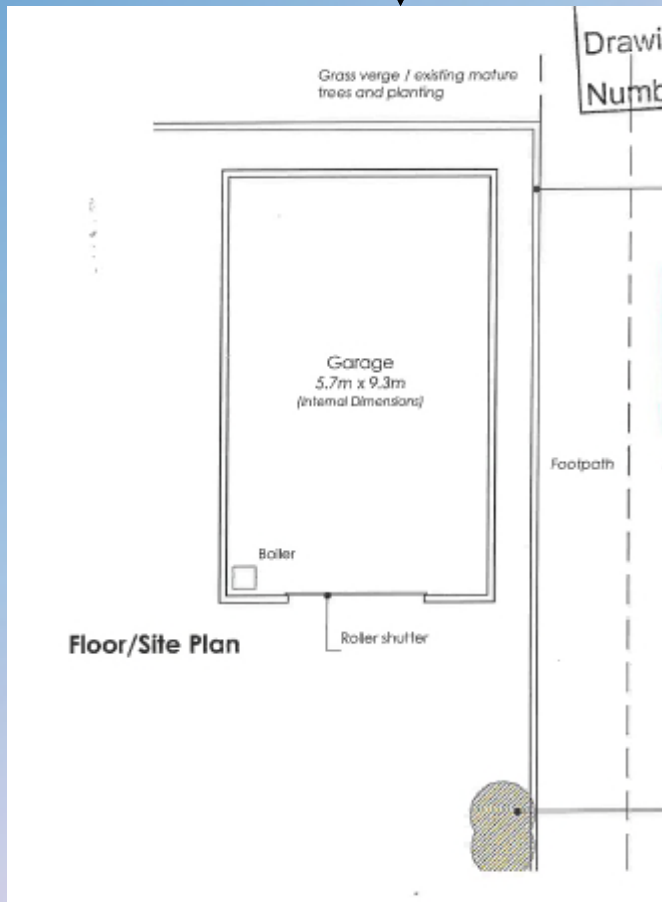 Drawi
Numb
Grass verge / existing mature
trees and planting
Garage
5.7m x 9.3m
(Internal Dimensions)
Footpath
Boiler
Floor/Site Plan
Roller shutter